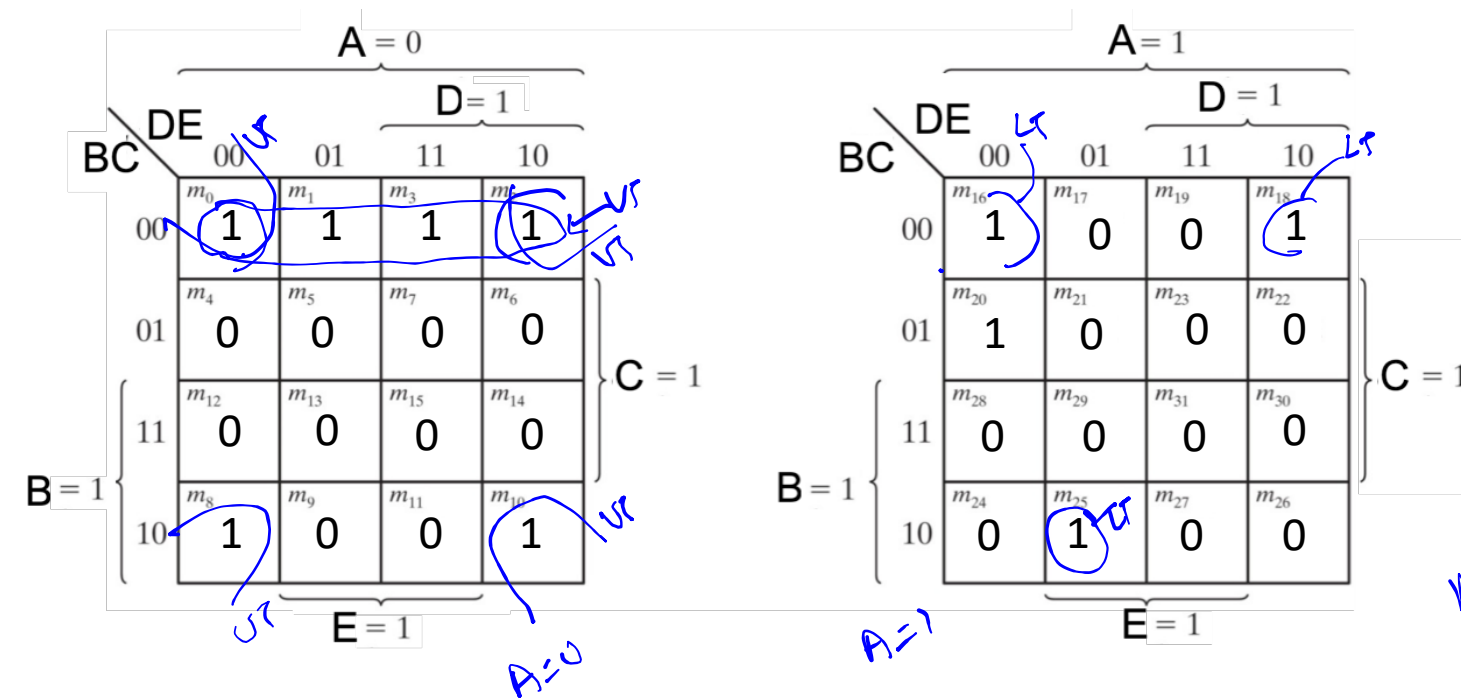 A = 0
A = 1
D = 1
D = 1
DE
DE
BC
00 01 11 10
BC
00 01 11 10
LT
LT
m0 m1 m3
m16 m17 m19 m18
00 1 1 1 1
00 1 0 0 1
m4 m5 m7 m6
m20 m21 m23 m22
01 0 0 0 0
01 1 0 0 0
C = 1
C = 1
m12 m13 m15 m14
m28 m29 m31 m30
11 0 0 0 0
11 0 0 0 0
B = 1
B = 1
m8 m9 m11 m10
m24 m25 m27 m26
10 1 0 0 1
10 0 1 0 0
E = 1
E = 1
A=0
A=1